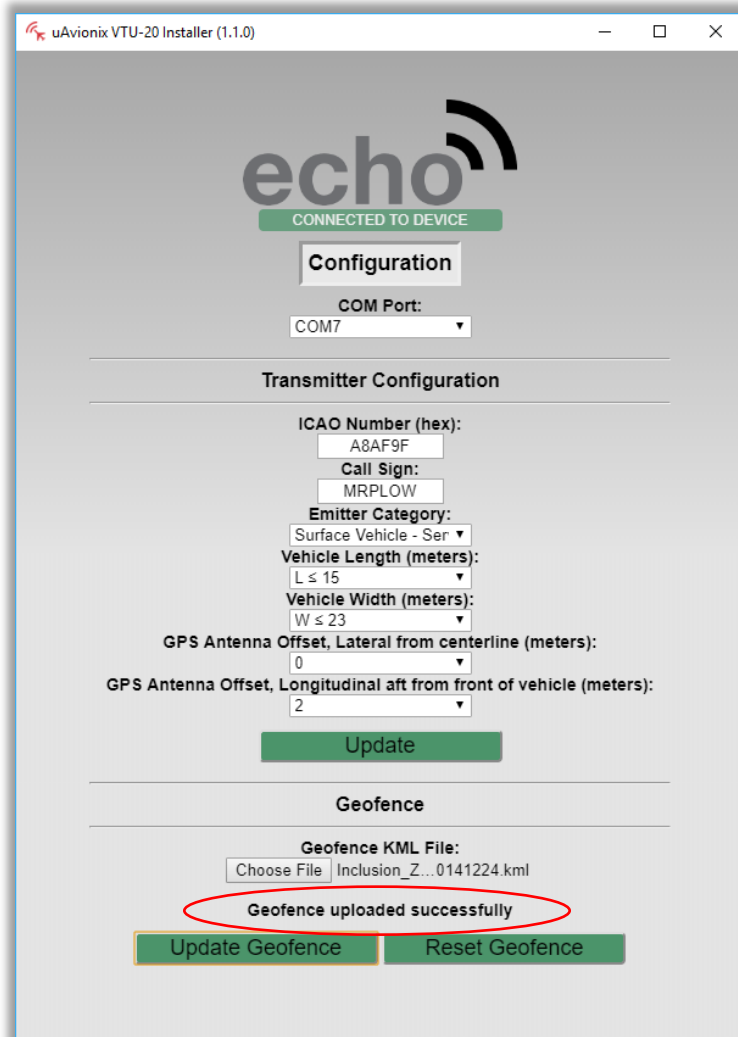 uAvionix VTU-20 Installer (1.1.0)
echo
CONNECTED TO DEVICE
Configuration
COM Port:
COM7
Transmitter Configuration
ICAO Number (hex):
A8AF9F
Call Sign:
MRPLOW
Emitter Category:
Surface Vehicle - Ser
Vehicle Length (meters):
L ≤ 15
Vehicle Width (meters):
W ≤ 23
GPS Antenna Offset, Lateral from centerline (meters):
0
GPS Antenna Offset, Longitudinal aft from front of vehicle (meters):
2
Update
Geofence
Geofence KML File:
Choose File Inclusion_Z...0141224.kml
Geofence uploaded successfully
Update Geofence Reset Geofence